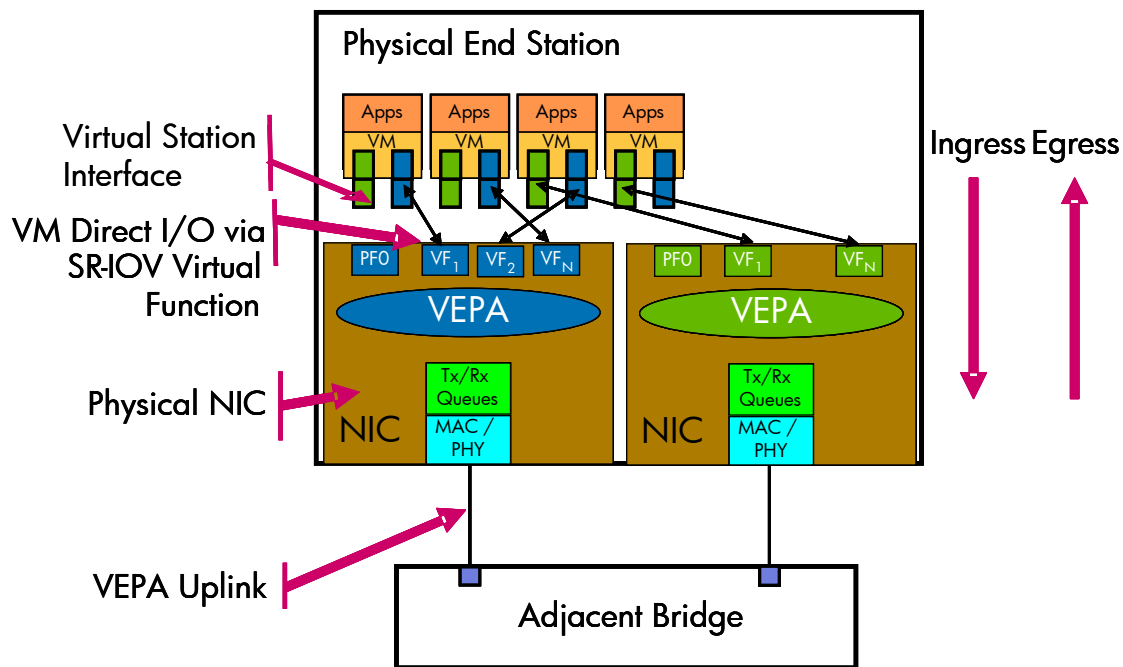 Physical End Station
Apps Apps Apps Apps
VM VM VM VM
Virtual Station
Interface
Ingress Egress
VM Direct I/O via
SR-IOV Virtual
Function
PF0 VF1 VF2 VFN PF0 VF1 VFN
VEPA VEPA
Tx/Rx
Queues
Tx/Rx
Queues
Physical NIC
NIC
MAC /
PHY
NIC
MAC /
PHY
VEPA Uplink
Adjacent Bridge